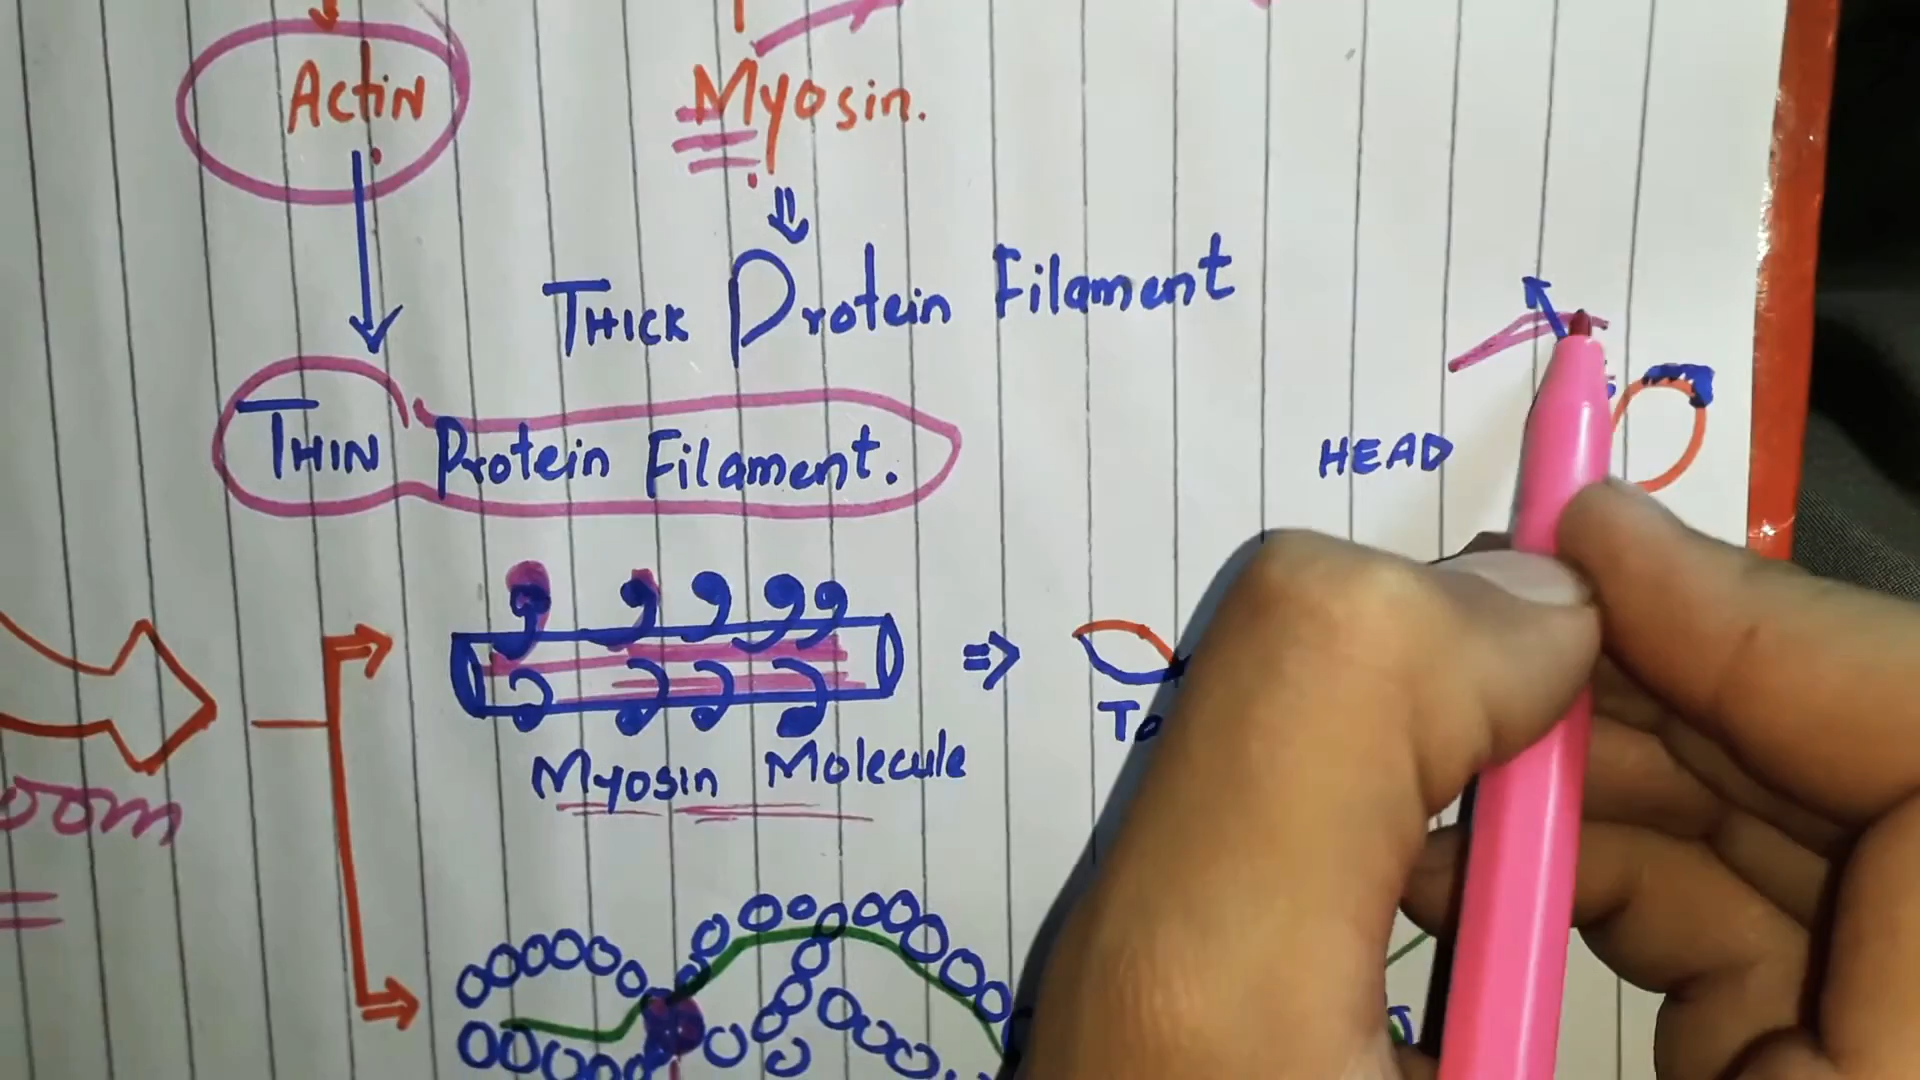 Actin
Myosin.
THICK Protein Filament
THIN Protein Filament.
HEAD
Myosin Molecule